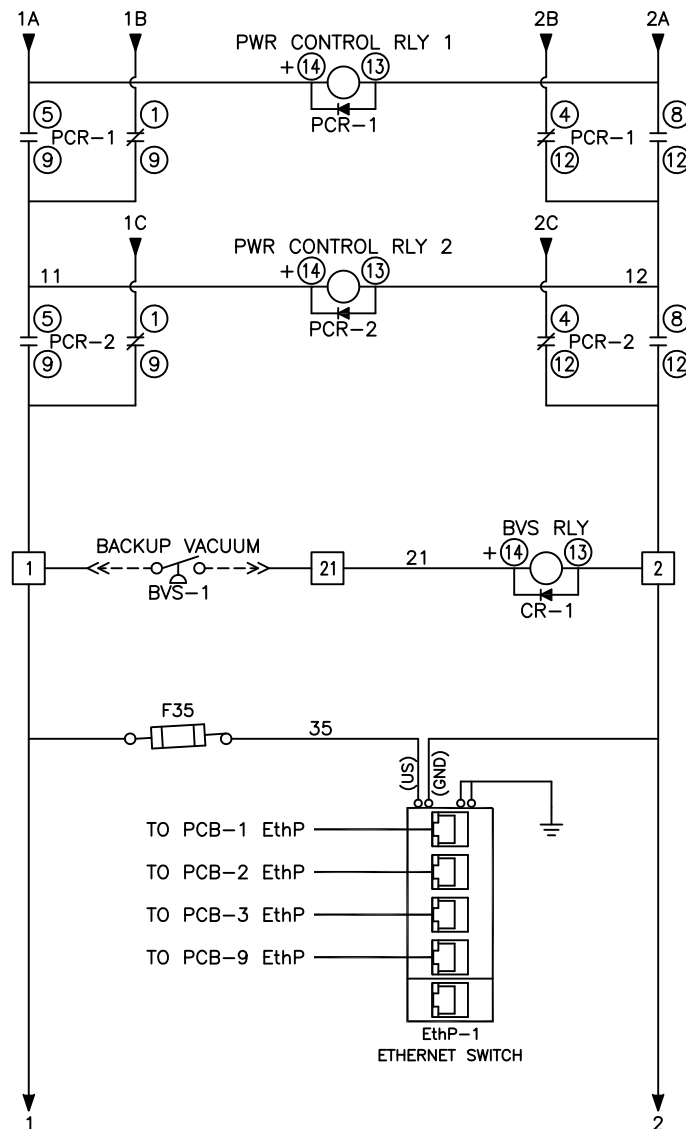 1A 1B 2B 2A
PWR CONTROL RLY 1
+ 14 13
PCR-1
5 1 4 8
PCR-1 PCR-1
9 9 12 12
1C 2C
PWR CONTROL RLY 2
11 + 14 13 12
PCR-2
5 1 4 8
PCR-2 PCR-2
9 9 12 12
BACKUP VACUUM BVS RLY
+ 14 13
1 21 21 2
BVS-1 CR-1
F35
35
(US) (GND)
TO PCB-1 EthP
TO PCB-2 EthP
TO PCB-3 EthP
TO PCB-9 EthP
EthP-1
ETHERNET SWITCH
1 2